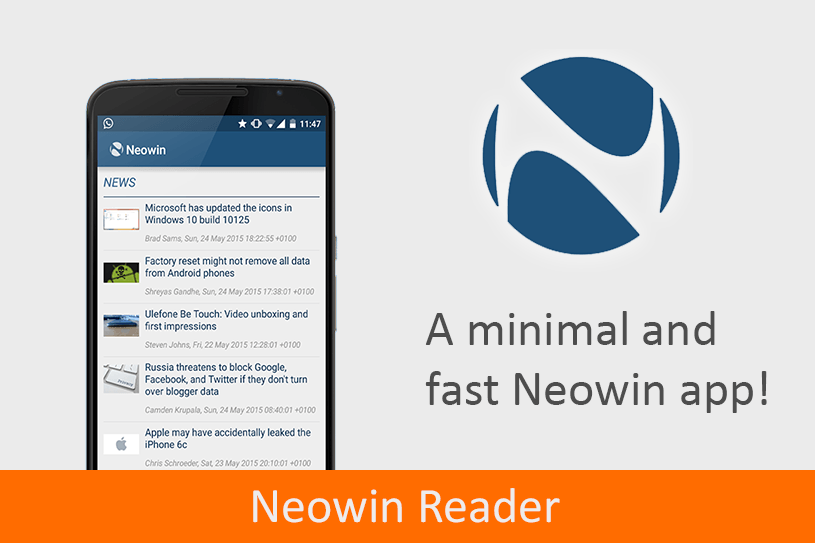 11:47
Neowin
NEWS
Microsoft has updated the icons in
Windows 10 build 10125
Brad Sams, Sun, 24 May 2015 18:22:55 +0100
Factory reset might not remove all data
from Android phones
Shreyas Gandhe, Sun, 24 May 2015 17:38:01 +0100
Ulefone Be Touch: Video unboxing and
first impressions
Steven Johns, Fri, 22 May 2015 12:28:01 +0100
Russia threatens to block Google,
Facebook, and Twitter if they don't turn
over blogger data
Camden Krupala, Sun, 24 May 2015 08:40:01 +0100
Apple may have accidentally leaked the
iPhone 6c
Chris Schroeder, Sat, 23 May 2015 20:10:01 +0100
A minimal and
fast Neowin app!
Neowin Reader